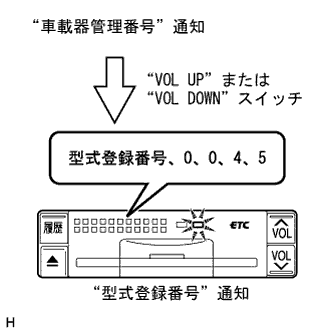 “車載器管理番号”通知
“VOL UP”または
“VOL DOWN”スイッチ
型式登録番号、0、0、4、5
履歴
ETC
VOL
VOL
“型式登録番号”通知
H